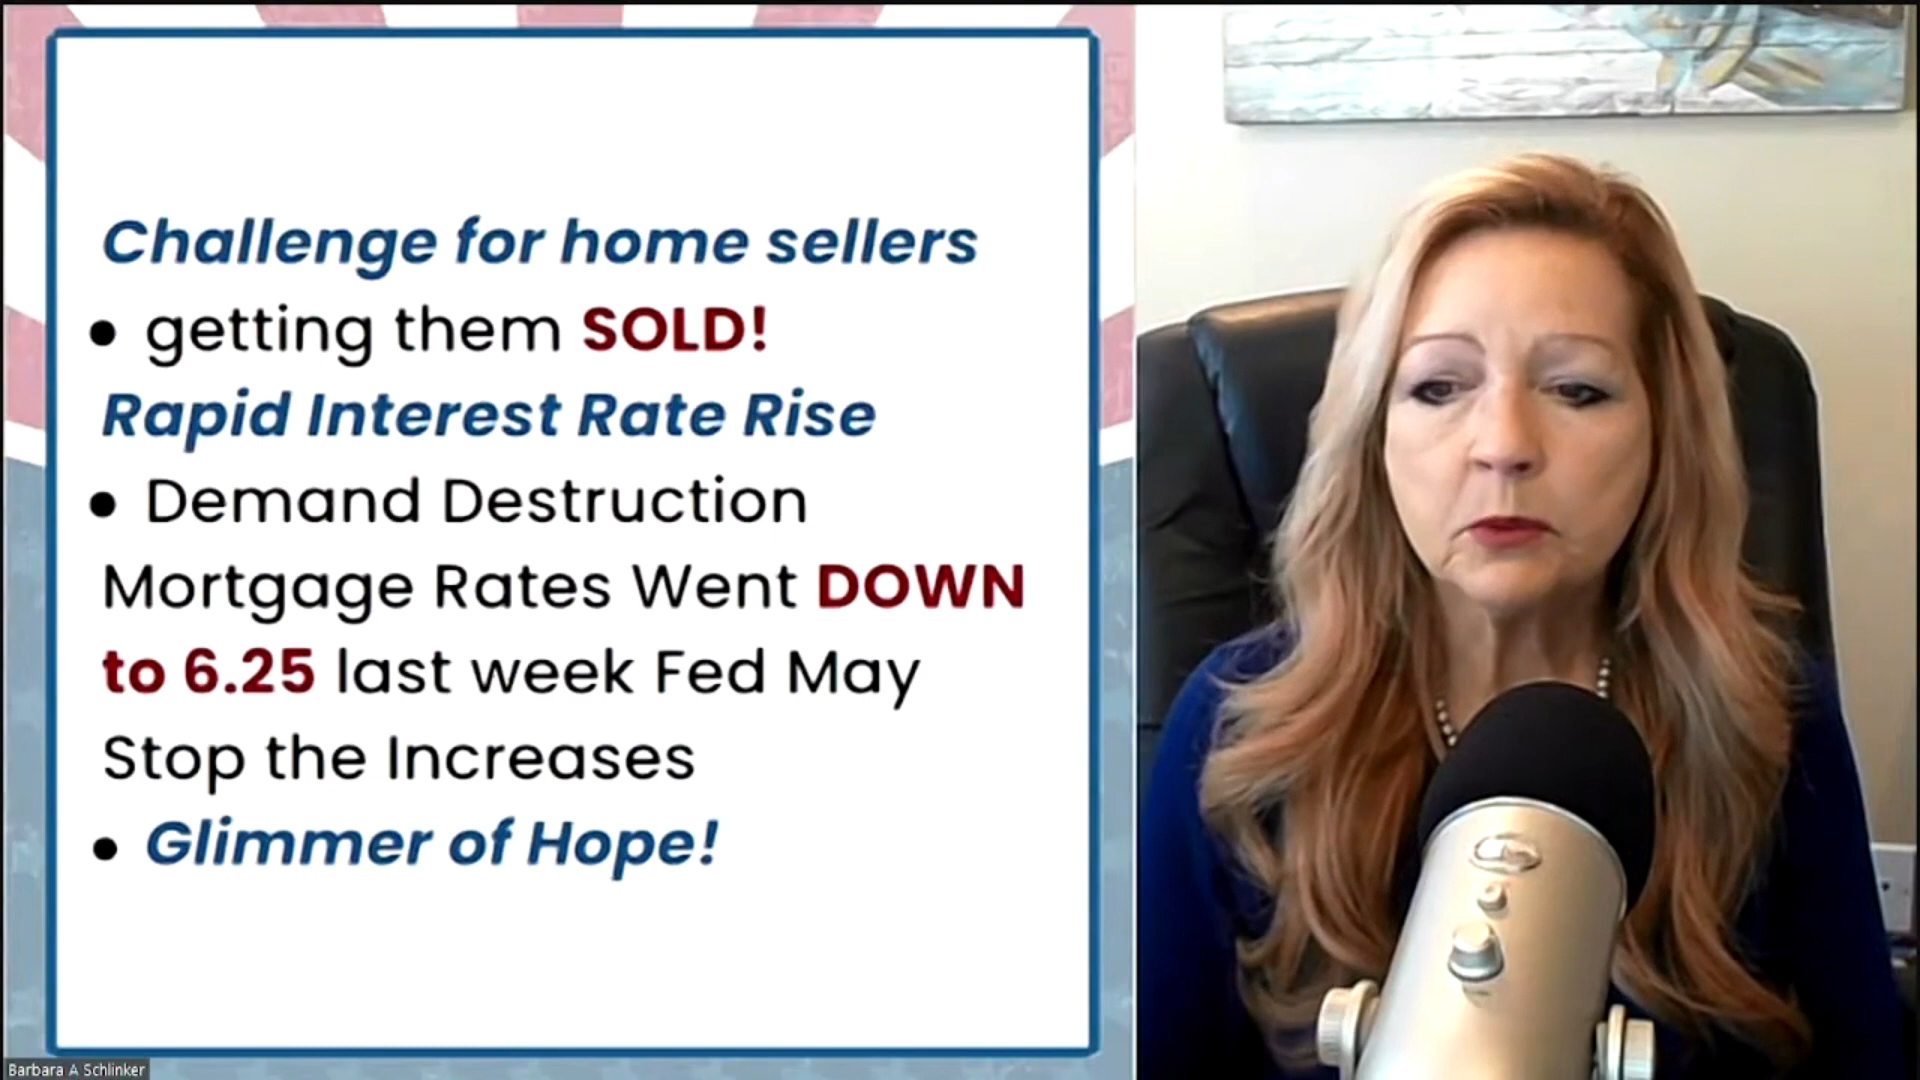 Challenge for home sellers
• getting them SOLD!
Rapid Interest Rate Rise
• Demand Destruction
Mortgage Rates Went DOWN
to 6.25 last week Fed May
Stop the Increases
• Glimmer of Hope!
Barbara A Schlinker